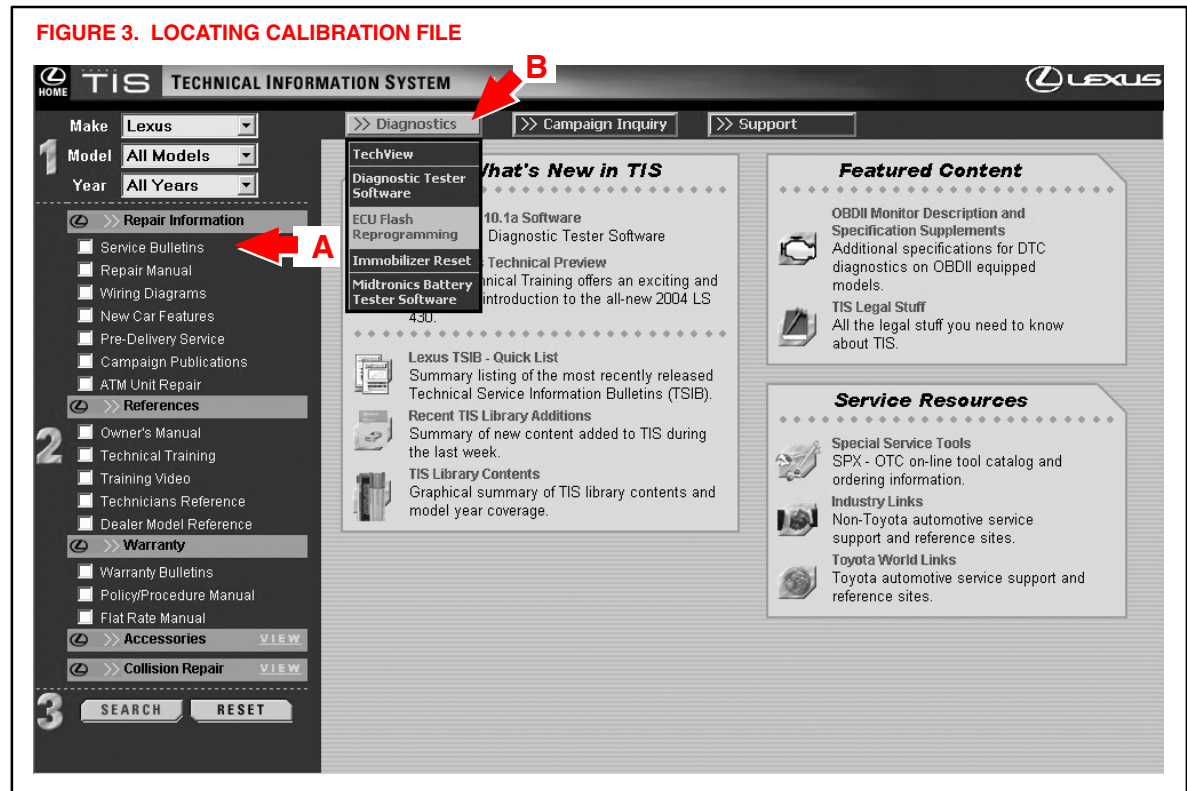 FIGURE 3. LOCATING CALIBRATION FILE
HOME
TIS TECHNICAL INFORMATION SYSTEM
B
LEXUS
1
Make Lexus
Model All Models
Year All Years
>> Diagnostics
>> Campaign Inquiry
>> Support
TechView
Diagnostic Tester
Software
ECU Flash
Reprogramming
Immobilizer Reset
Midtronics Battery
Tester Software
2
>> Repair Information
Service Bulletins
A
Repair Manual
Wiring Diagrams
New Car Features
Pre-Delivery Service
Campaign Publications
ATM Unit Repair
>> References
Owner's Manual
Technical Training
Training Video
Technicians Reference
Dealer Model Reference
>> Warranty
Warranty Bulletins
Policy/Procedure Manual
Flat Rate Manual
>> Accessories VIEW
>> Collision Repair VIEW
3
SEARCH RESET
What's New in TIS
10.1a Software
Diagnostic Tester Software
Technical Preview
Training offers an exciting and
introduction to the all-new 2004 LS
430.
Lexus TSIB - Quick List
Summary listing of the most recently released
Technical Service Information Bulletins (TSIB).
Recent TIS Library Additions
Summary of new content added to TIS during
the last week.
TIS Library Contents
Graphical summary of TIS library contents and
model year coverage.
Featured Content
OBDII Monitor Description and
Specification Supplements
Additional specifications for DTC
diagnostics on OBDII equipped
models.
TIS Legal Stuff
All the legal stuff you need to know
about TIS.
Service Resources
Special Service Tools
SPX - OTC on-line tool catalog and
ordering information.
Industry Links
Non-Toyota automotive service
support and reference sites.
Toyota World Links
Toyota automotive service support and
reference sites.